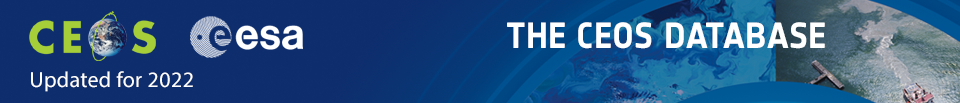 CEOS
esa
THE CEOS DATABASE
Updated for 2022